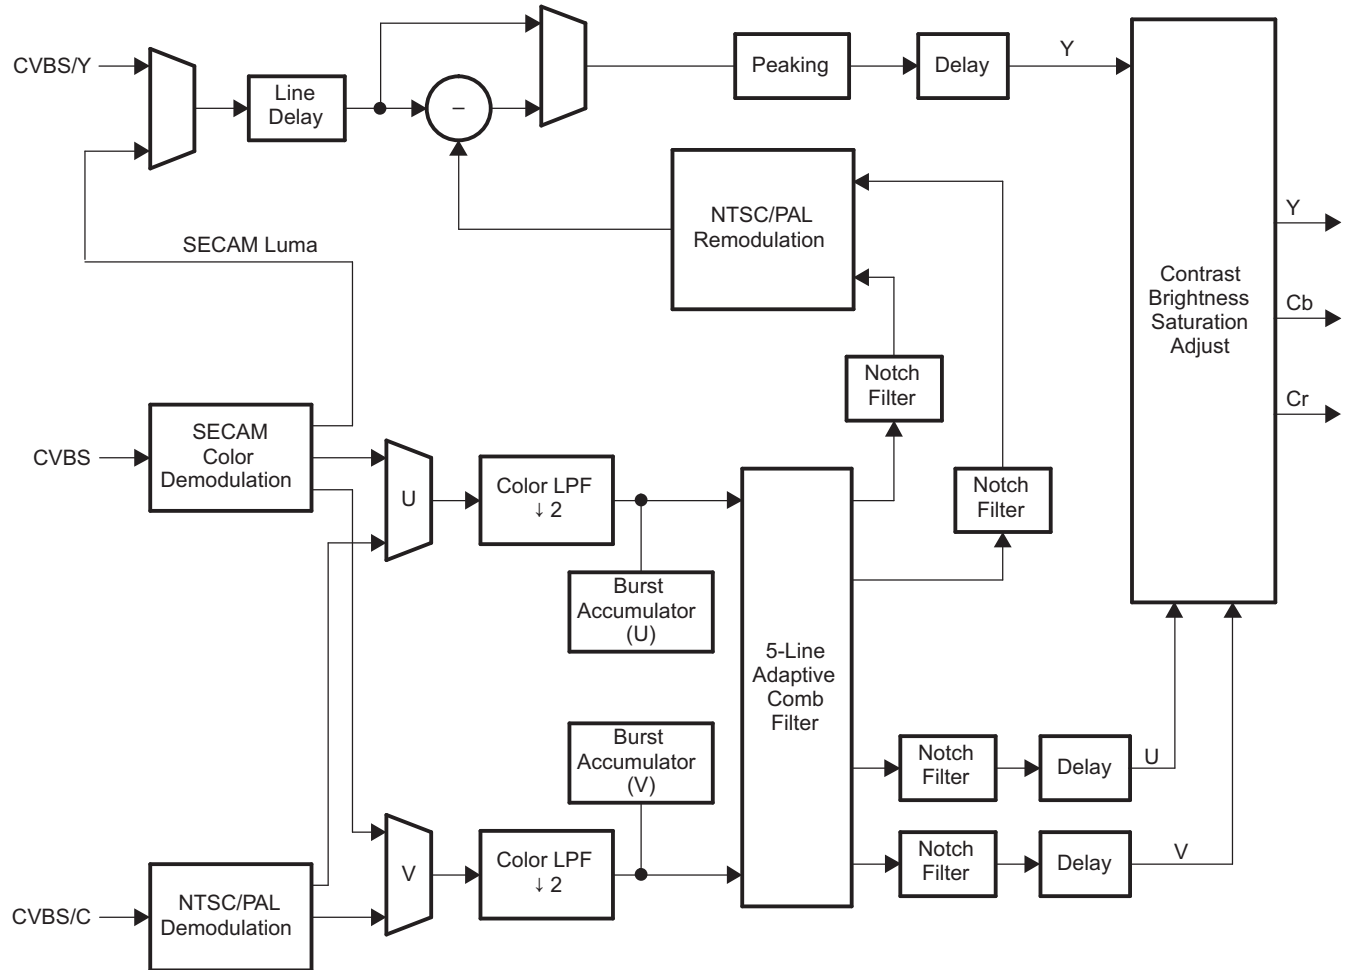 CVBS/Y
Line
Delay
–
Peaking
Delay
Y
NTSC/PAL
Remodulation
SECAM Luma
Contrast
Brightness
Saturation
Adjust
Y
Cb
Cr
Notch
Filter
Notch
Filter
CVBS
SECAM
Color
Demodulation
U
Color LPF
↓ 2
Burst
Accumulator
(U)
5-Line
Adaptive
Comb
Filter
Burst
Accumulator
(V)
Notch
Filter
Delay
U
Notch
Filter
Delay
V
V
Color LPF
↓ 2
CVBS/C
NTSC/PAL
Demodulation